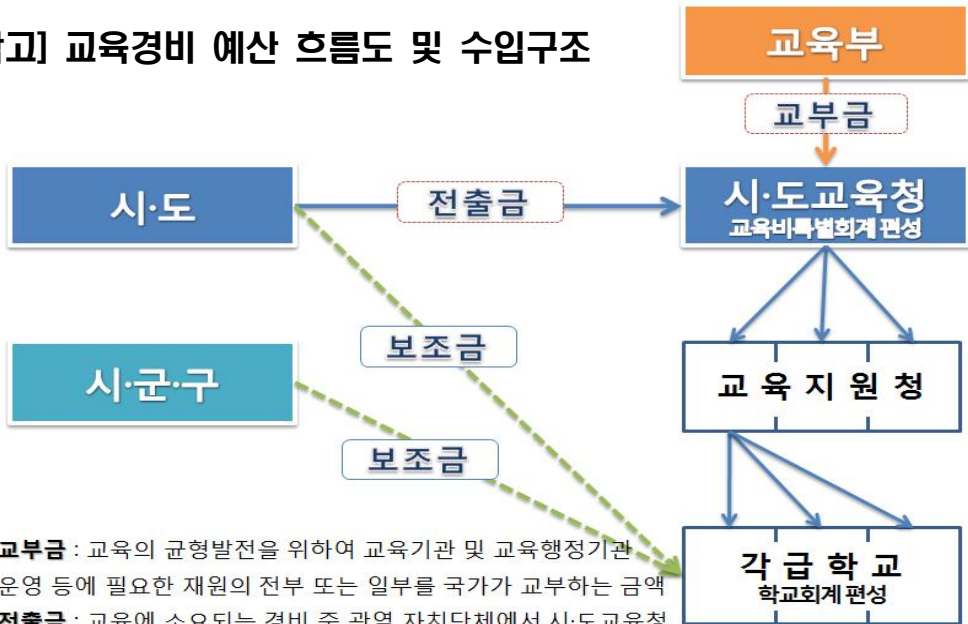 고] 교육경비 예산 흐름도 및 수입구조
교육부
교부금
시·도
전출금
시·도교육청
교육비특별회계 편성
보조금
시·군·구
교 육 지 원 청
보조금
교부금 : 교육의 균형발전을 위하여 교육기관 및 교육행정기관
운영 등에 필요한 재원의 전부 또는 일부를 국가가 교부하는 금액
각 급 학 교
학교회계 편성
전출금 : 교육에 소요되는 경비 중 광역 자치단체에서 시·도교육청